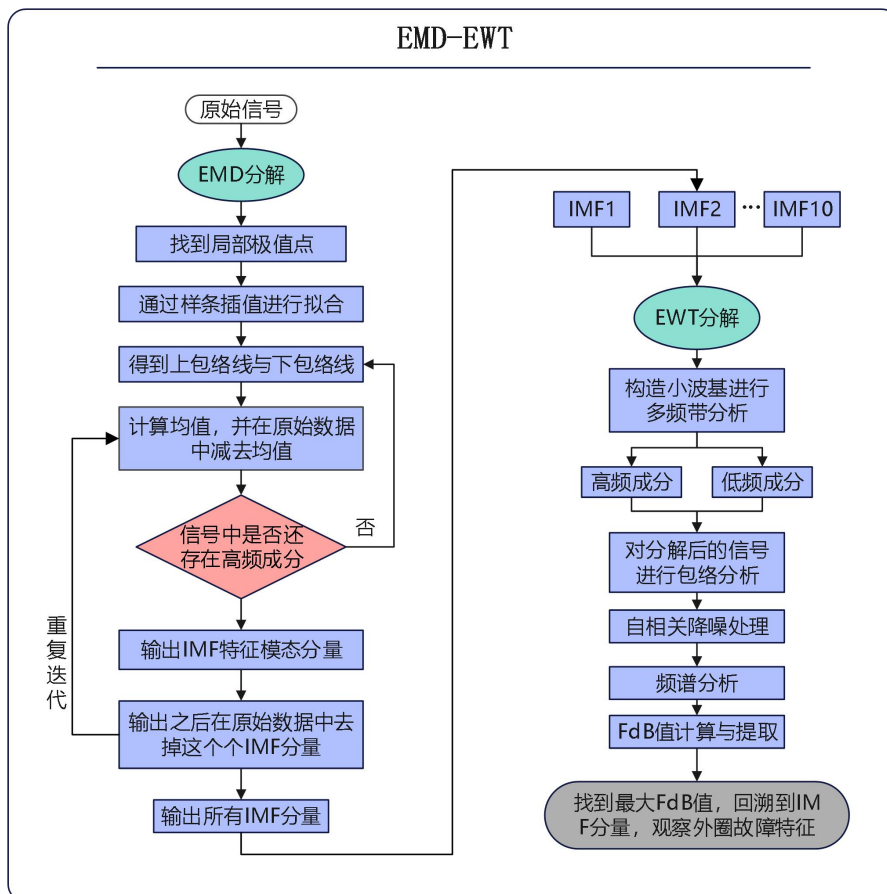 EMD-EWT
原始信号
EMD分解
找到局部极值点
通过样条插值进行拟合
得到上包络线与下包络线
计算均值，并在原始数据
中减去均值
信号中是否还
存在高频成分
否
输出IMF特征模态分量
重复迭代
输出之后在原始数据中去
掉这个个IMF分量
输出所有IMF分量
IMF1
IMF2
...
IMF10
EWT分解
构造小波基进行
多频带分析
高频成分
低频成分
对分解后的信号
进行包络分析
自相关降噪处理
频谱分析
FdB值计算与提取
找到最大FdB值，回溯到IM
F分量，观察外圈故障特征